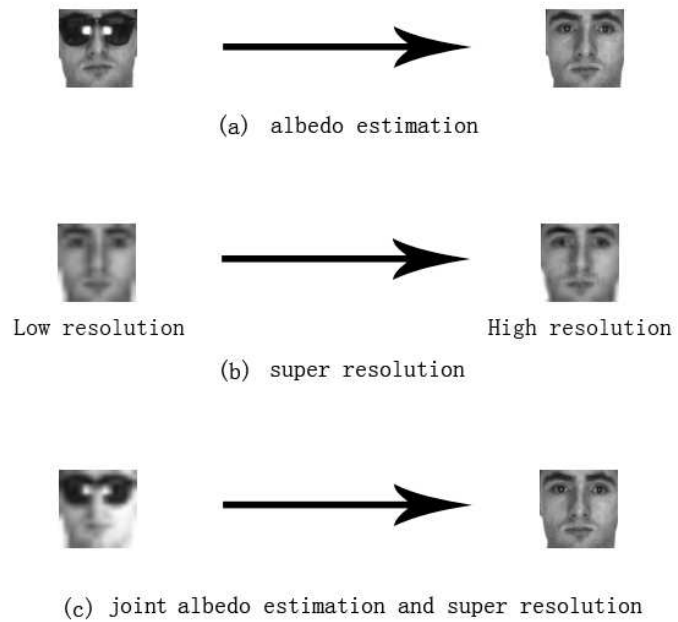 (a) albedo estimation
Low resolution
High resolution
(b) super resolution
(c) joint albedo estimation and super resolution